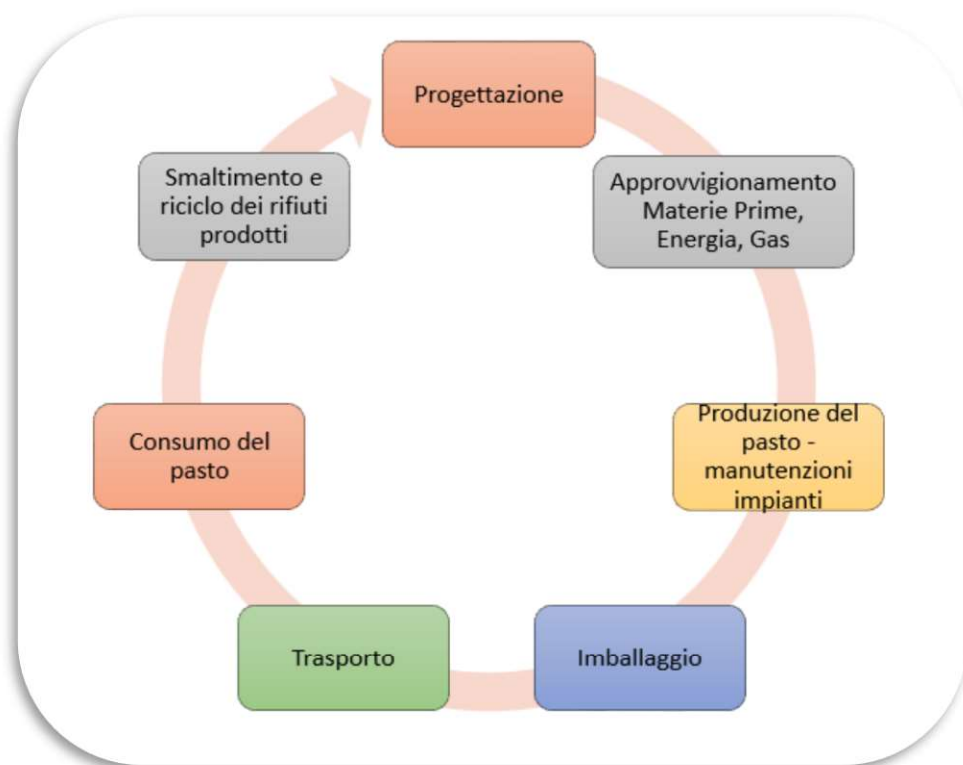 Progettazione
Approvvigionamento
Materie Prime,
Energia, Gas
Produzione del
pasto -
manutenzioni
impianti
Imballaggio
Trasporto
Consumo del
pasto
Smaltimento e
riciclo dei rifiuti
prodotti